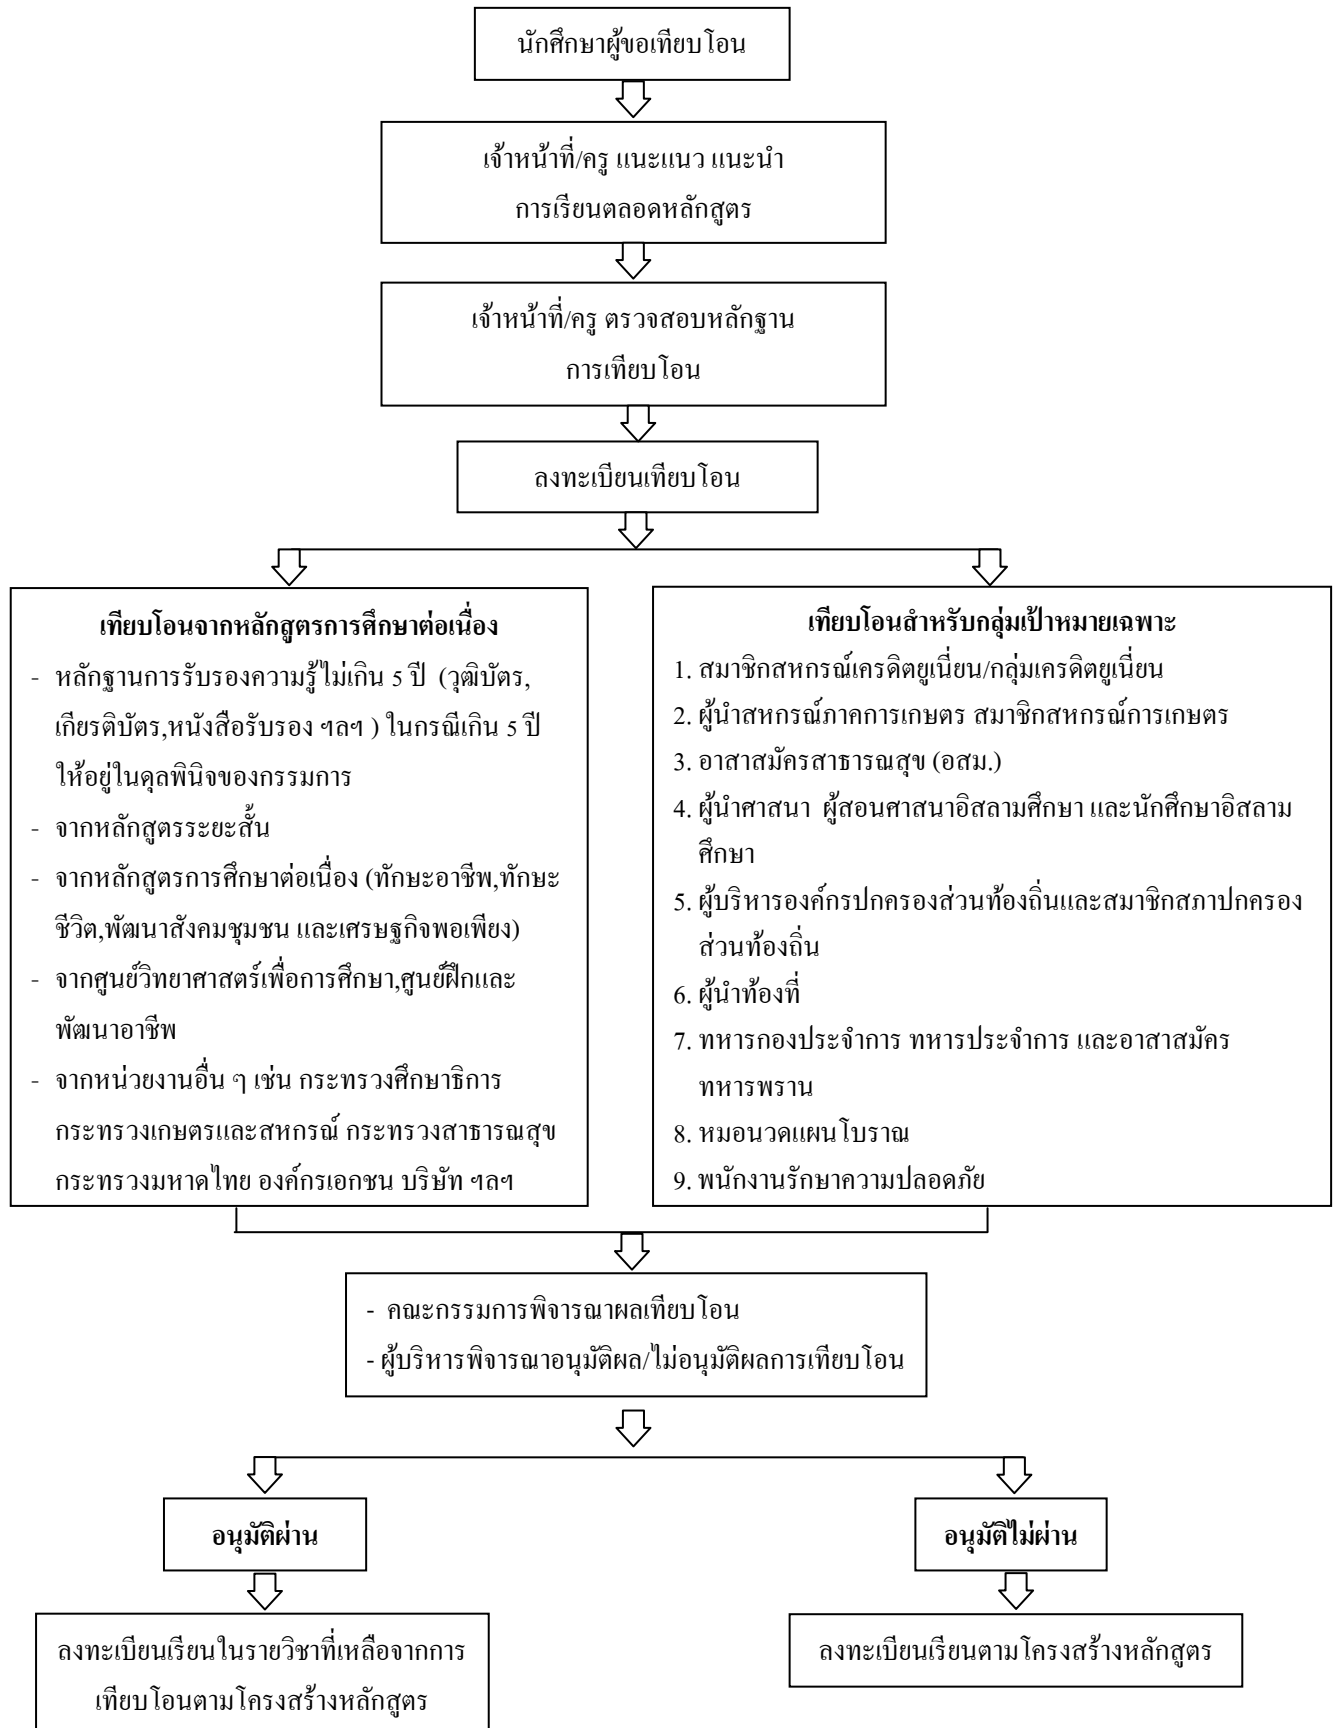 นักศึกษาผู้ขอเทียบโอน
เจ้าหน้าที่/ครู แนะแนว แนะนำ
การเรียนตลอดหลักสูตร
เจ้าหน้าที่/ครู ตรวจสอบหลักฐาน
การเทียบโอน
ลงทะเบียนเทียบโอน
เทียบโอนจากหลักสูตรการศึกษาต่อเนื่อง
- หลักฐานการรับรองความรู้ไม่เกิน 5 ปี (วุฒิบัตร,
เกียรติบัตร,หนังสือรับรอง ฯลฯ ) ในกรณีเกิน 5 ปี
ให้อยู่ในดุลพินิจของกรรมการ
- จากหลักสูตรระยะสั้น
- จากหลักสูตรการศึกษาต่อเนื่อง (ทักษะอาชีพ,ทักษะ
ชีวิต,พัฒนาสังคมชุมชน และเศรษฐกิจพอเพียง)
- จากศูนย์วิทยาศาสตร์เพื่อการศึกษา,ศูนย์ฝึกและ
พัฒนาอาชีพ
- จากหน่วยงานอื่น ๆ เช่น กระทรวงศึกษาธิการ
กระทรวงเกษตรและสหกรณ์ กระทรวงสาธารณสุข
กระทรวงมหาดไทย องค์กรเอกชน บริษัท ฯลฯ
เทียบโอนสำหรับกลุ่มเป้าหมายเฉพาะ
1. สมาชิกสหกรณ์เครดิตยูเนี่ยน/กลุ่มเครดิตยูเนี่ยน
2. ผู้นำสหกรณ์ภาคการเกษตร สมาชิกสหกรณ์การเกษตร
3. อาสาสมัครสาธารณสุข (อสม.)
4. ผู้นำศาสนา ผู้สอนศาสนาอิสลามศึกษา และนักศึกษาอิสลาม
ศึกษา
5. ผู้บริหารองค์กรปกครองส่วนท้องถิ่นและสมาชิกสภาปกครอง
ส่วนท้องถิ่น
6. ผู้นำท้องที่
7. ทหารกองประจำการ ทหารประจำการ และอาสาสมัคร
ทหารพราน
8. หมอนวดแผนโบราณ
9. พนักงานรักษาความปลอดภัย
- คณะกรรมการพิจารณาผลเทียบโอน
- ผู้บริหารพิจารณาอนุมัติผล/ไม่อนุมัติผลการเทียบโอน
อนุมัติผ่าน
อนุมัติไม่ผ่าน
ลงทะเบียนเรียนในรายวิชาที่เหลือจากการ
เทียบโอนตามโครงสร้างหลักสูตร
ลงทะเบียนเรียนตามโครงสร้างหลักสูตร